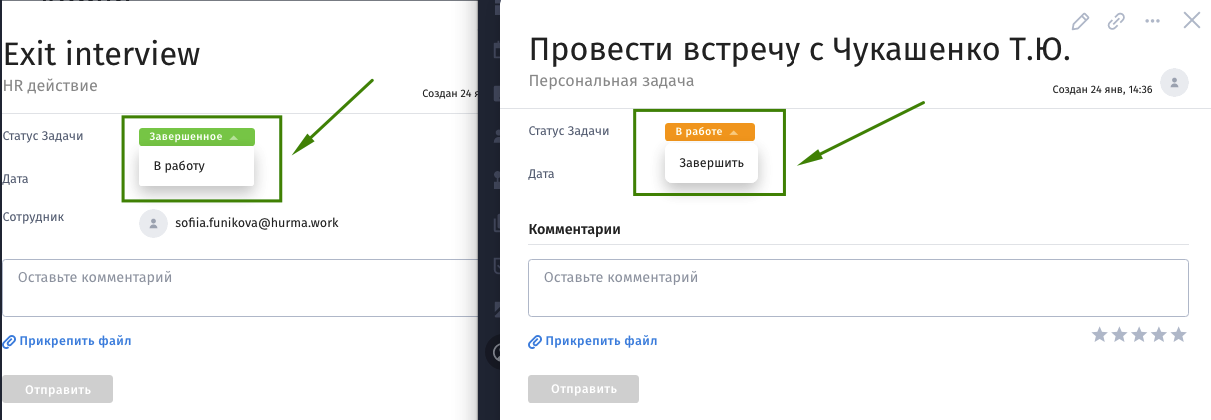 Exit interview
HR действие
Создан 24 я
Статус Задачи
Завершенное
В работу
Дата
Сотрудник
sofiia.funikova@hurma.work
Оставьте комментарий
Прикрепить файл
Отправить
Провести встречу с Чукашенко Т.Ю.
Персональная задача
Создан 24 янв, 14:36
Статус Задачи
В работе
Завершить
Дата
Комментарии
Оставьте комментарий
Прикрепить файл
Отправить